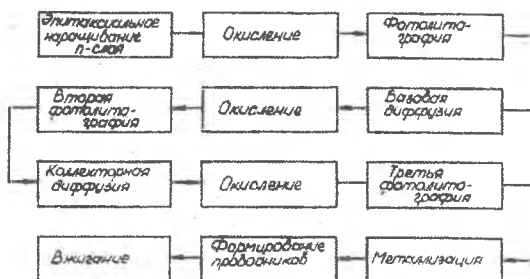 Эпитаксиальное
наращивание
п-слоя
Окисление
Фотолито-
графия
Вторая
фотолито-
графия
Окисление
Базовая
диффузия
Коллекторная
диффузия
Окисление
Третья
фотолито-
графия
Вжигание
Формирование
проводников
Металлизация